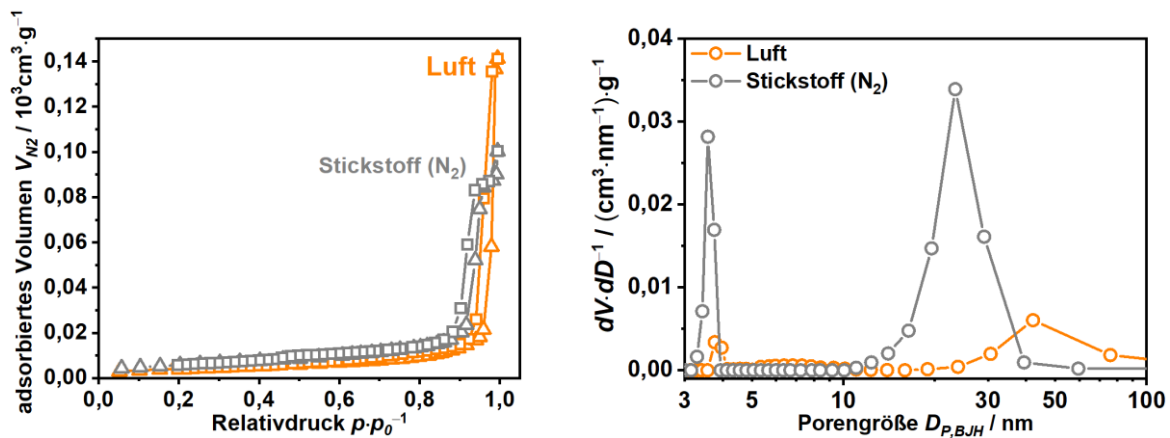 adsorbiertes Volumen V_N2 / 10³cm³·g⁻¹
0,14
0,12
0,10
0,08
0,06
0,04
0,02
0,00
Luft
Stickstoff (N₂)
0,0 0,2 0,4 0,6 0,8 1,0
Relativdruck p·p₀⁻¹
dV·dD⁻¹ / (cm³·nm⁻¹)·g⁻¹
0,04
0,03
0,02
0,01
0,00
Luft
Stickstoff (N₂)
3 4 5 10 20 30 50 100
Porengröße D_P,BJH / nm